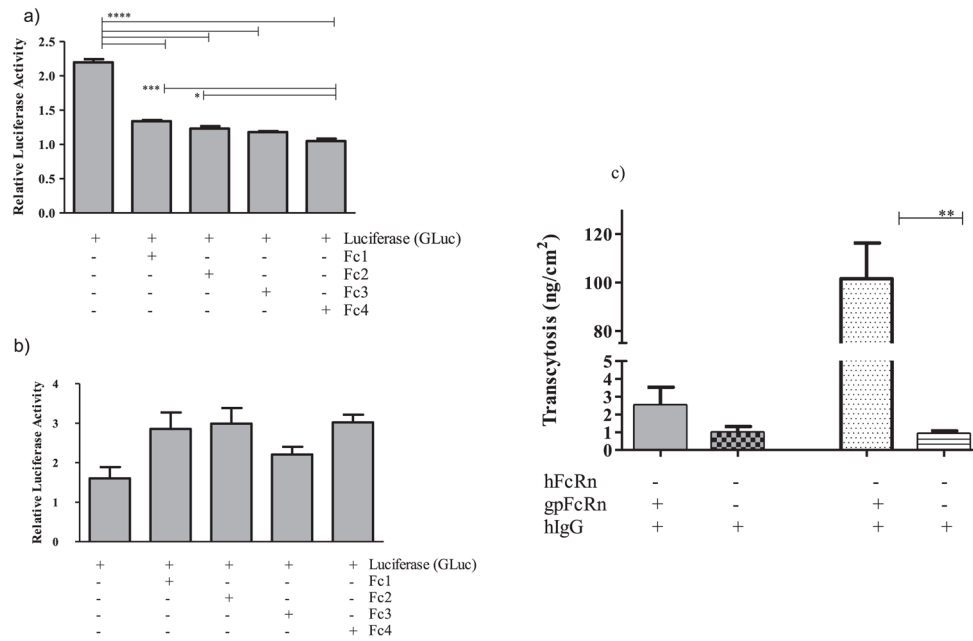 a)
****
Relative Luciferase Activity
2.5
2.0
1.5
1.0
0.5
0.0
***
*
+ + + + + Luciferase (GLuc)
- + - - - Fc1
- - + - - Fc2
- - - + - Fc3
- - - - + Fc4
b)
Relative Luciferase Activity
4
3
2
1
0
+ + + + + Luciferase (GLuc)
- + - - - Fc1
- - + - - Fc2
- - - + - Fc3
- - - - + Fc4
c)
**
Transcytosis (ng/cm²)
120
100
80
5
4
3
2
1
0
hFcRn - - - -
gpFcRn + - + -
hIgG + + + +